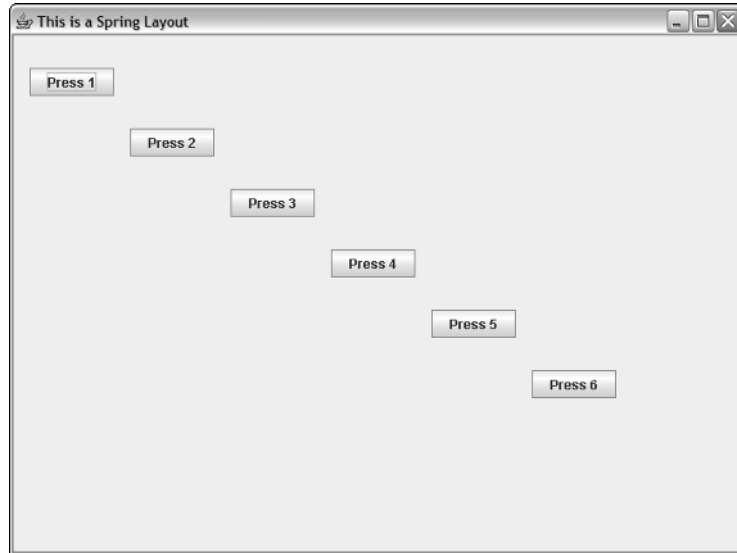 This is a Spring Layout
Press 1
Press 2
Press 3
Press 4
Press 5
Press 6